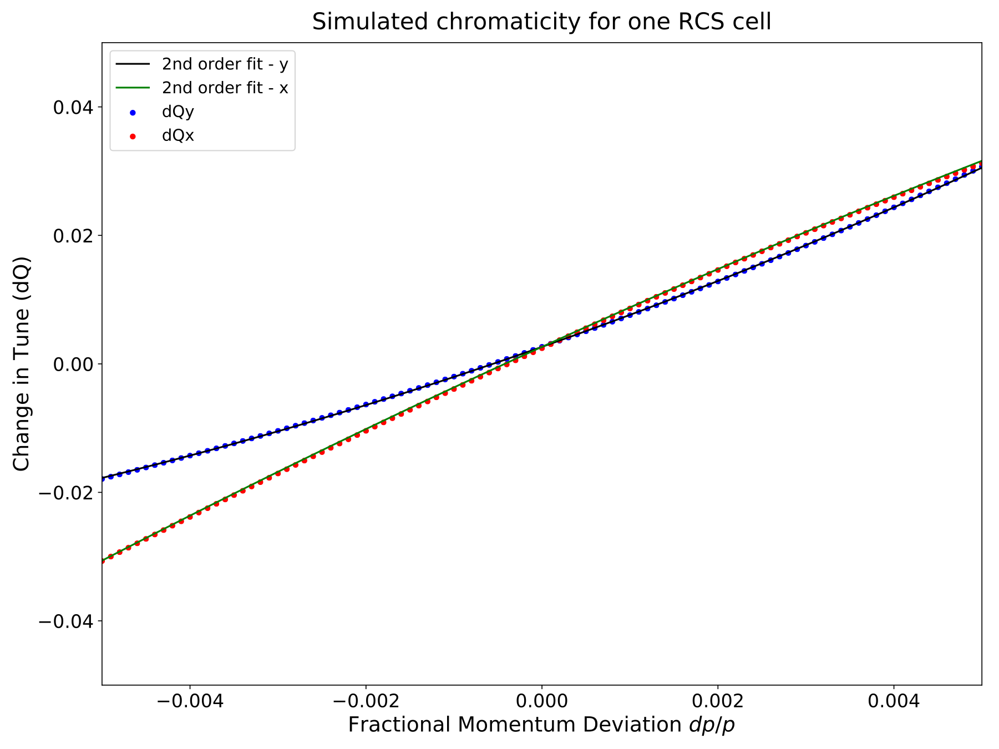 Simulated chromaticity for one RCS cell
2nd order fit - y
2nd order fit - x
dQy
dQx
Change in Tune (dQ)
0.04
0.02
0.00
−0.02
−0.04
−0.004 −0.002 0.000 0.002 0.004
Fractional Momentum Deviation dp/p